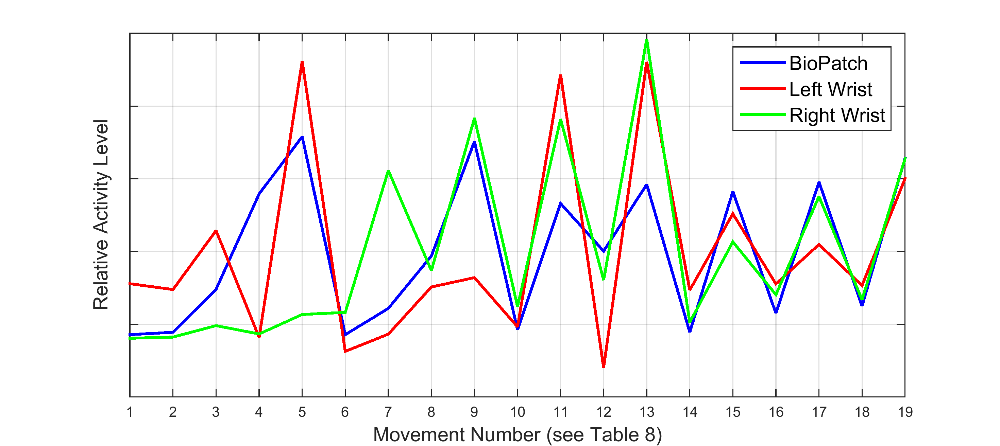 BioPatch
Left Wrist
Right Wrist
Relative Activity Level
1 2 3 4 5 6 7 8 9 10 11 12 13 14 15 16 17 18 19
Movement Number (see Table 8)